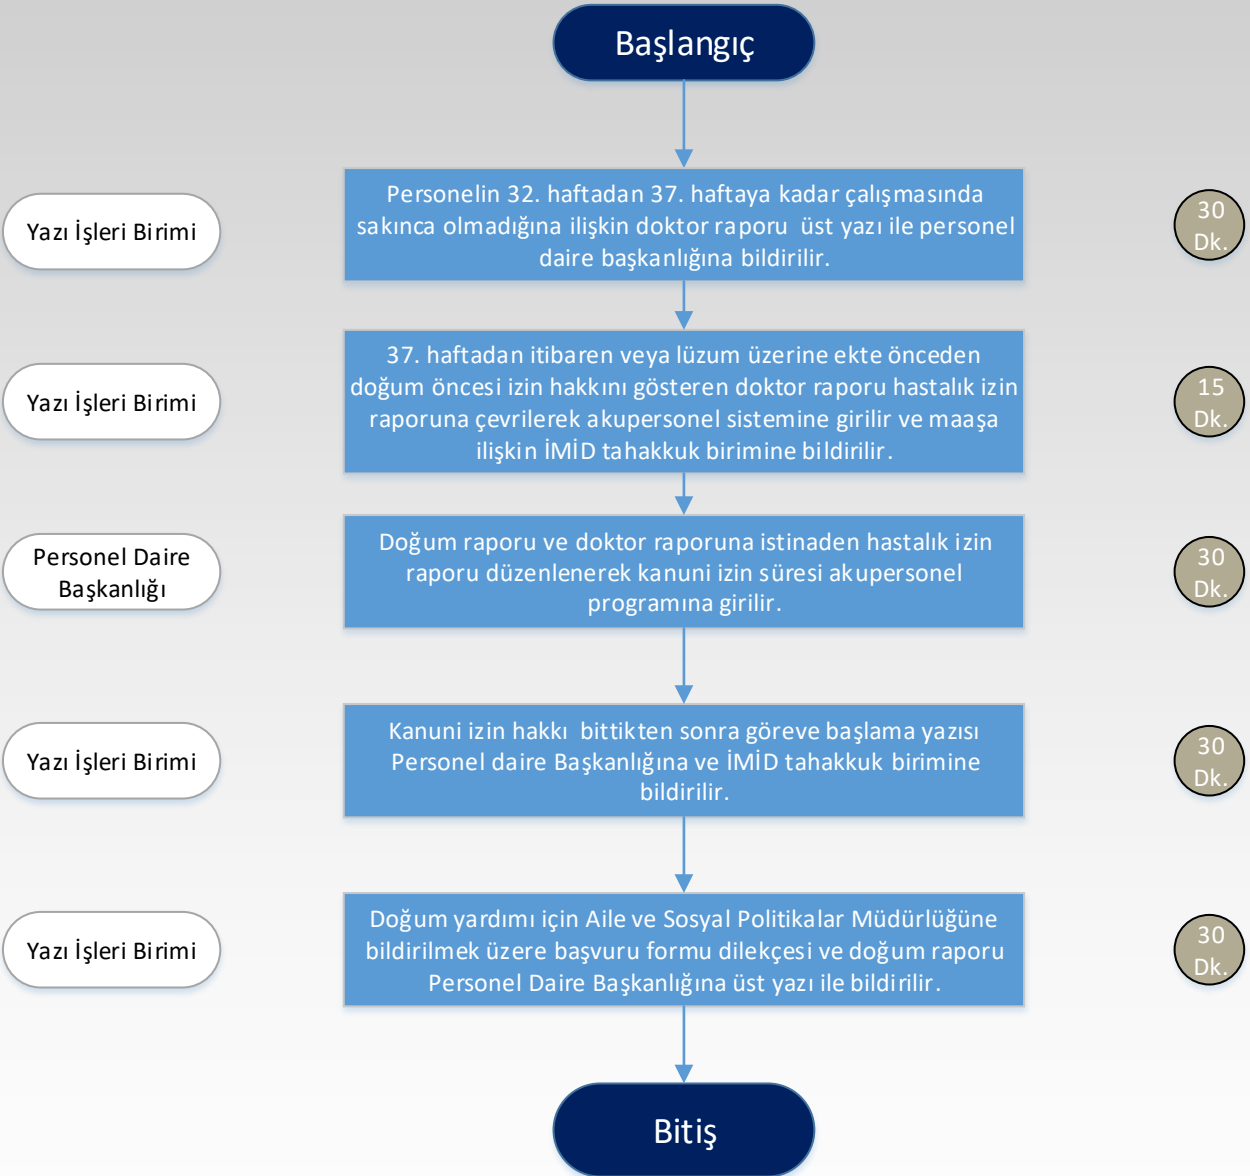 Başlangıç
Yazı İşleri Birimi
Personelin 32. haftadan 37. haftaya kadar çalışmasında
sakınca olmadığına ilişkin doktor raporu üst yazı ile personel
daire başkanlığına bildirilir.
30
Dk.
Yazı İşleri Birimi
37. haftadan itibaren veya lüzum üzerine ekte önceden
doğum öncesi izin hakkını gösteren doktor raporu hastalık izin
raporuna çevrilerek akupersonel sistemine girilir ve maaşa
ilişkin İMİD tahakkuk birimine bildirilir.
15
Dk.
Personel Daire
Başkanlığı
Doğum raporu ve doktor raporuna istinaden hastalık izin
raporu düzenlenerek kanuni izin süresi akupersonel
programına girilir.
30
Dk.
Yazı İşleri Birimi
Kanuni izin hakkı bittikten sonra göreve başlama yazısı
Personel daire Başkanlığına ve İMİD tahakkuk birimine
bildirilir.
30
Dk.
Yazı İşleri Birimi
Doğum yardımı için Aile ve Sosyal Politikalar Müdürlüğüne
bildirilmek üzere başvuru formu dilekçesi ve doğum raporu
Personel Daire Başkanlığına üst yazı ile bildirilir.
30
Dk.
Bitiş